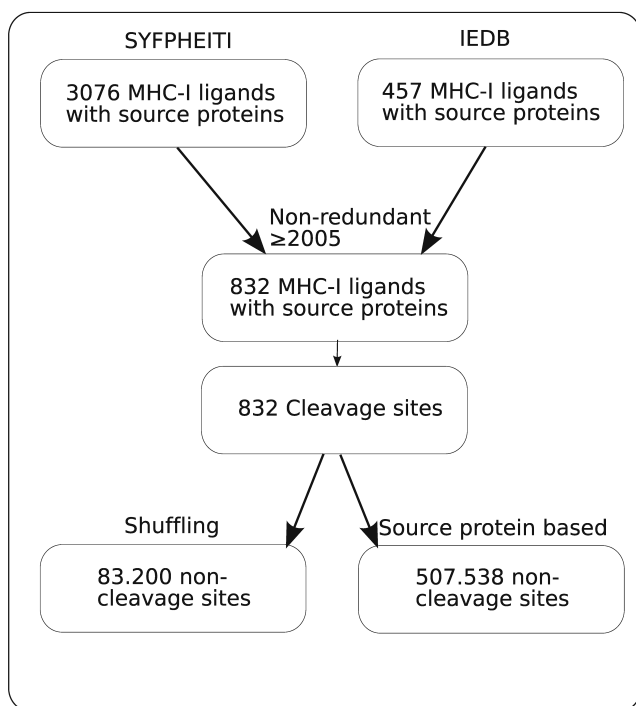 SYFPHEITI
IEDB
3076 MHC-I ligands
with source proteins
457 MHC-I ligands
with source proteins
Non-redundant
≥2005
832 MHC-I ligands
with source proteins
832 Cleavage sites
Shuffling
Source protein based
83.200 non-
cleavage sites
507.538 non-
cleavage sites